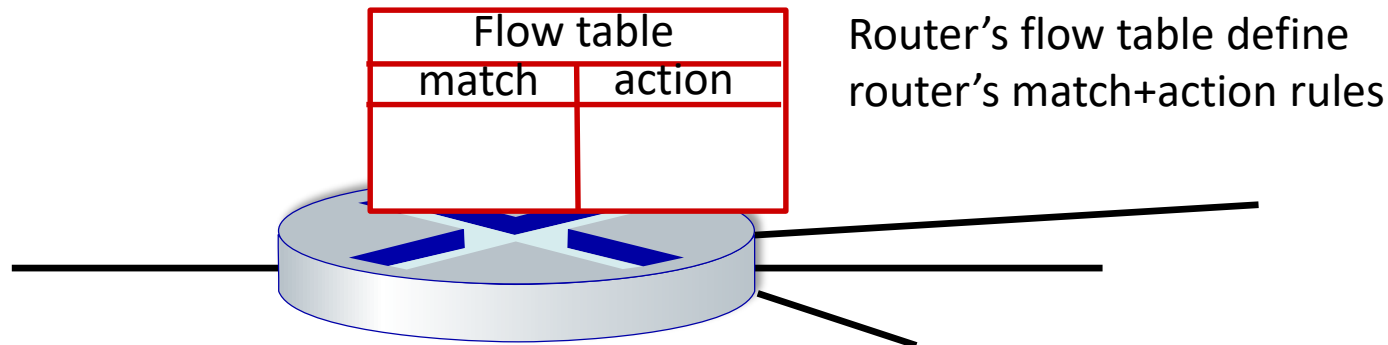 Flow table
match action
Router’s flow table define
router’s match+action rules